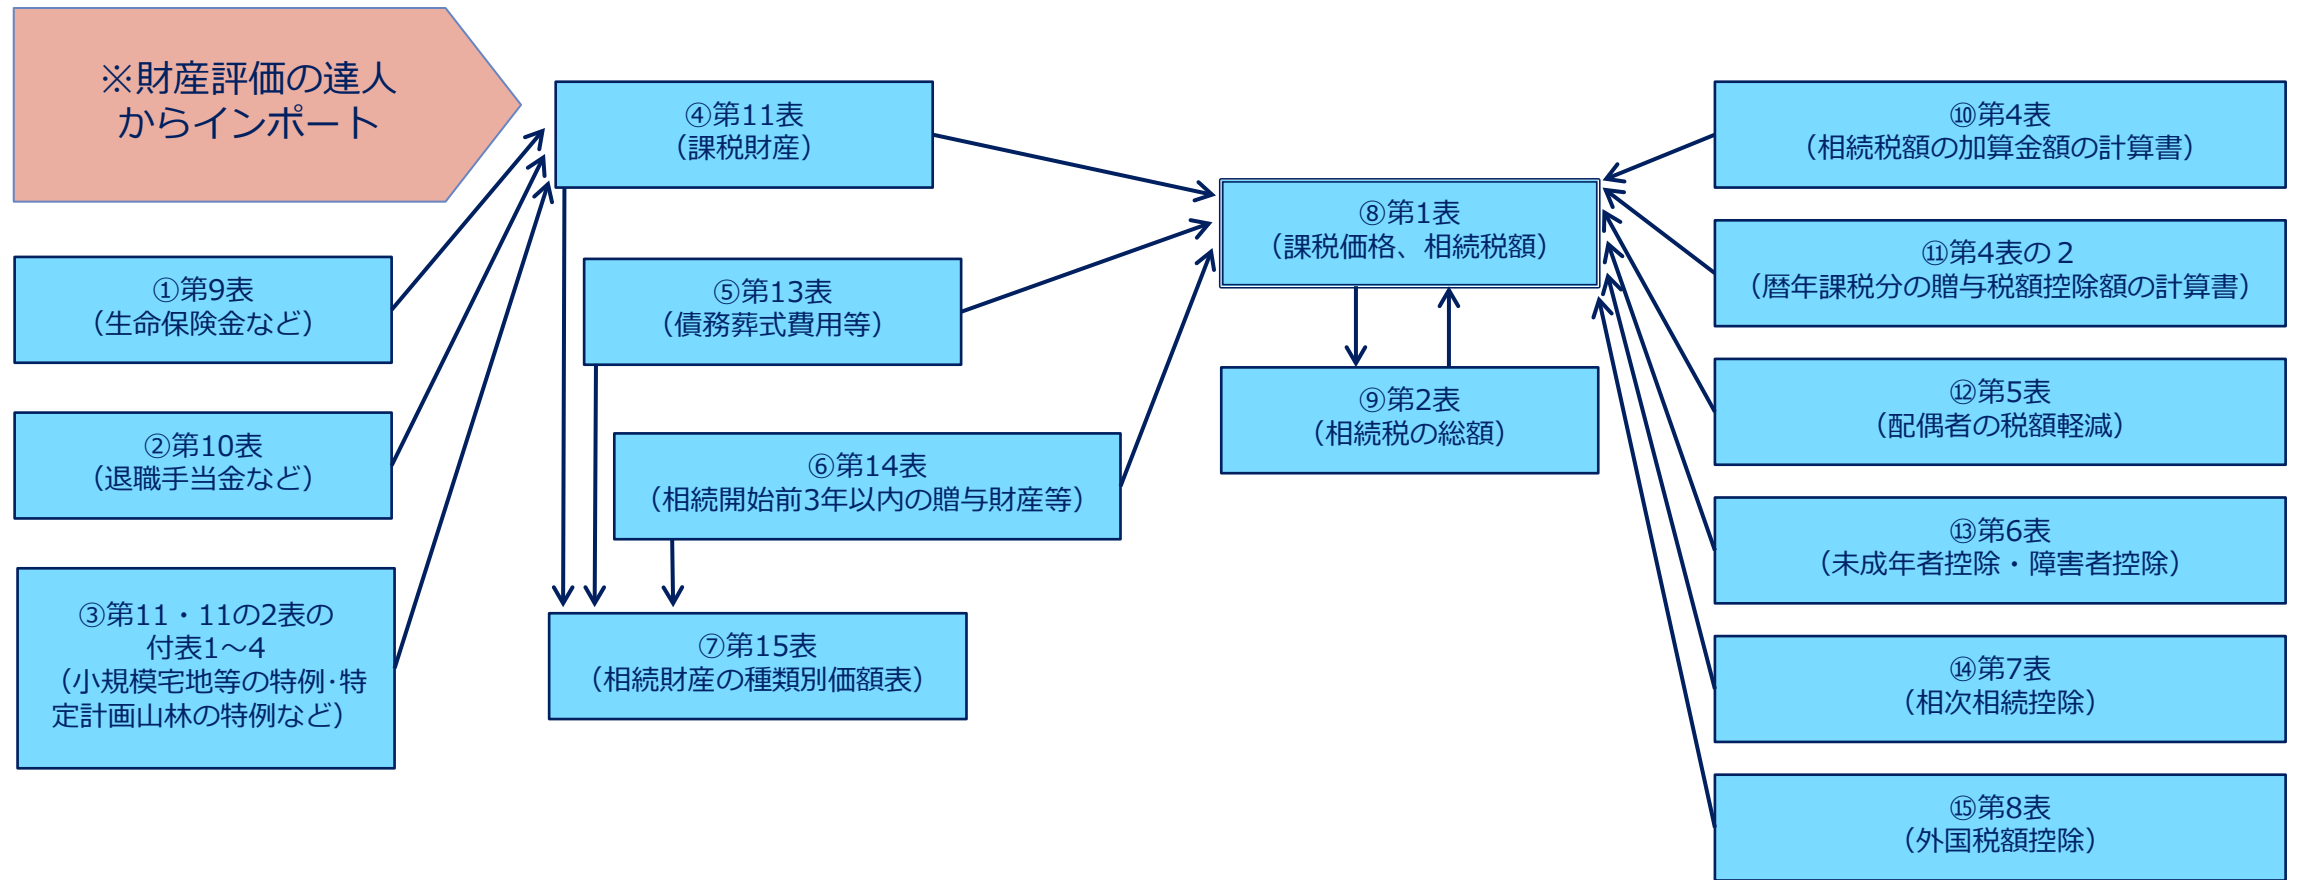 ※財産評価の達人
からインポート
①第9表
（生命保険金など）
②第10表
（退職手当金など）
③第11・11の2表の
付表1～4
（小規模宅地等の特例･特
定計画山林の特例など）
④第11表
（課税財産）
⑤第13表
（債務葬式費用等）
⑥第14表
（相続開始前3年以内の贈与財産等）
⑦第15表
（相続財産の種類別価額表）
⑧第1表
（課税価格、相続税額）
⑨第2表
（相続税の総額）
⑩第4表
（相続税額の加算金額の計算書）
⑪第4表の２
（暦年課税分の贈与税額控除額の計算書）
⑫第5表
（配偶者の税額軽減）
⑬第6表
（未成年者控除・障害者控除）
⑭第7表
（相次相続控除）
⑮第8表
（外国税額控除）